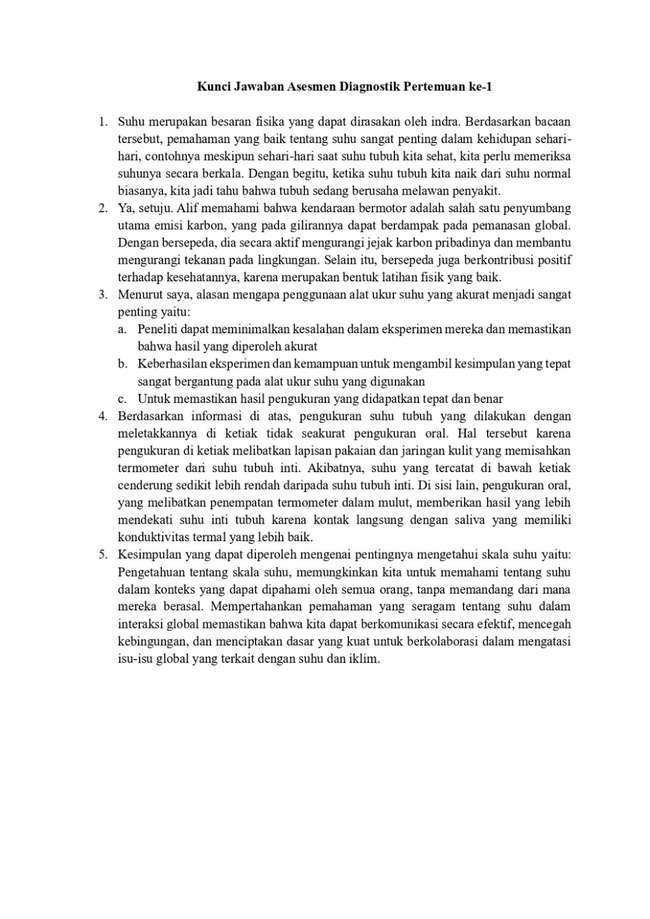 Kunci Jawaban Asesmen Diagnostik Pertemuan ke-1
1. Suhu merupakan besaran fisika yang dapat dirasakan oleh indra. Berdasarkan bacaan
tersebut, pemahaman yang baik tentang suhu sangat penting dalam kehidupan sehari-
hari, contohnya meskipun sehari-hari saat suhu tubuh kita sehat, kita perlu memeriksa
suhunya secara berkala. Dengan begitu, ketika suhu tubuh kita naik dari suhu normal
biasanya, kita jadi tahu bahwa tubuh sedang berusaha melawan penyakit.
2. Ya, setuju. Alif memahami bahwa kendaraan bermotor adalah salah satu penyumbang
utama emisi karbon, yang pada gilirannya dapat berdampak pada pemanasan global.
Dengan bersepeda, dia secara aktif mengurangi jejak karbon pribadinya dan membantu
mengurangi tekanan pada lingkungan. Selain itu, bersepeda juga berkontribusi positif
terhadap kesehatannya, karena merupakan bentuk latihan fisik yang baik.
3. Menurut saya, alasan mengapa penggunaan alat ukur suhu yang akurat menjadi sangat
penting yaitu:
a. Peneliti dapat meminimalkan kesalahan dalam eksperimen mereka dan memastikan
bahwa hasil yang diperoleh akurat
b. Keberhasilan eksperimen dan kemampuan untuk mengambil kesimpulan yang tepat
sangat bergantung pada alat ukur suhu yang digunakan
c. Untuk memastikan hasil pengukuran yang didapatkan tepat dan benar
4. Berdasarkan informasi di atas, pengukuran suhu tubuh yang dilakukan dengan
meletakkannya di ketiak tidak seakurat pengukuran oral. Hal tersebut karena
pengukuran di ketiak melibatkan lapisan pakaian dan jaringan kulit yang memisahkan
termometer dari suhu tubuh inti. Akibatnya, suhu yang tercatat di bawah ketiak
cenderung sedikit lebih rendah daripada suhu tubuh inti. Di sisi lain, pengukuran oral,
yang melibatkan penempatan termometer dalam mulut, memberikan hasil yang lebih
mendekati suhu inti tubuh karena kontak langsung dengan saliva yang memiliki
konduktivitas termal yang lebih baik.
5. Kesimpulan yang dapat diperoleh mengenai pentingnya mengetahui skala suhu yaitu:
Pengetahuan tentang skala suhu, memungkinkan kita untuk memahami tentang suhu
dalam konteks yang dapat dipahami oleh semua orang, tanpa memandang dari mana
mereka berasal. Mempertahankan pemahaman yang seragam tentang suhu dalam
interaksi global memastikan bahwa kita dapat berkomunikasi secara efektif, mencegah
kebingungan, dan menciptakan dasar yang kuat untuk berkolaborasi dalam mengatasi
isu-isu global yang terkait dengan suhu dan iklim.